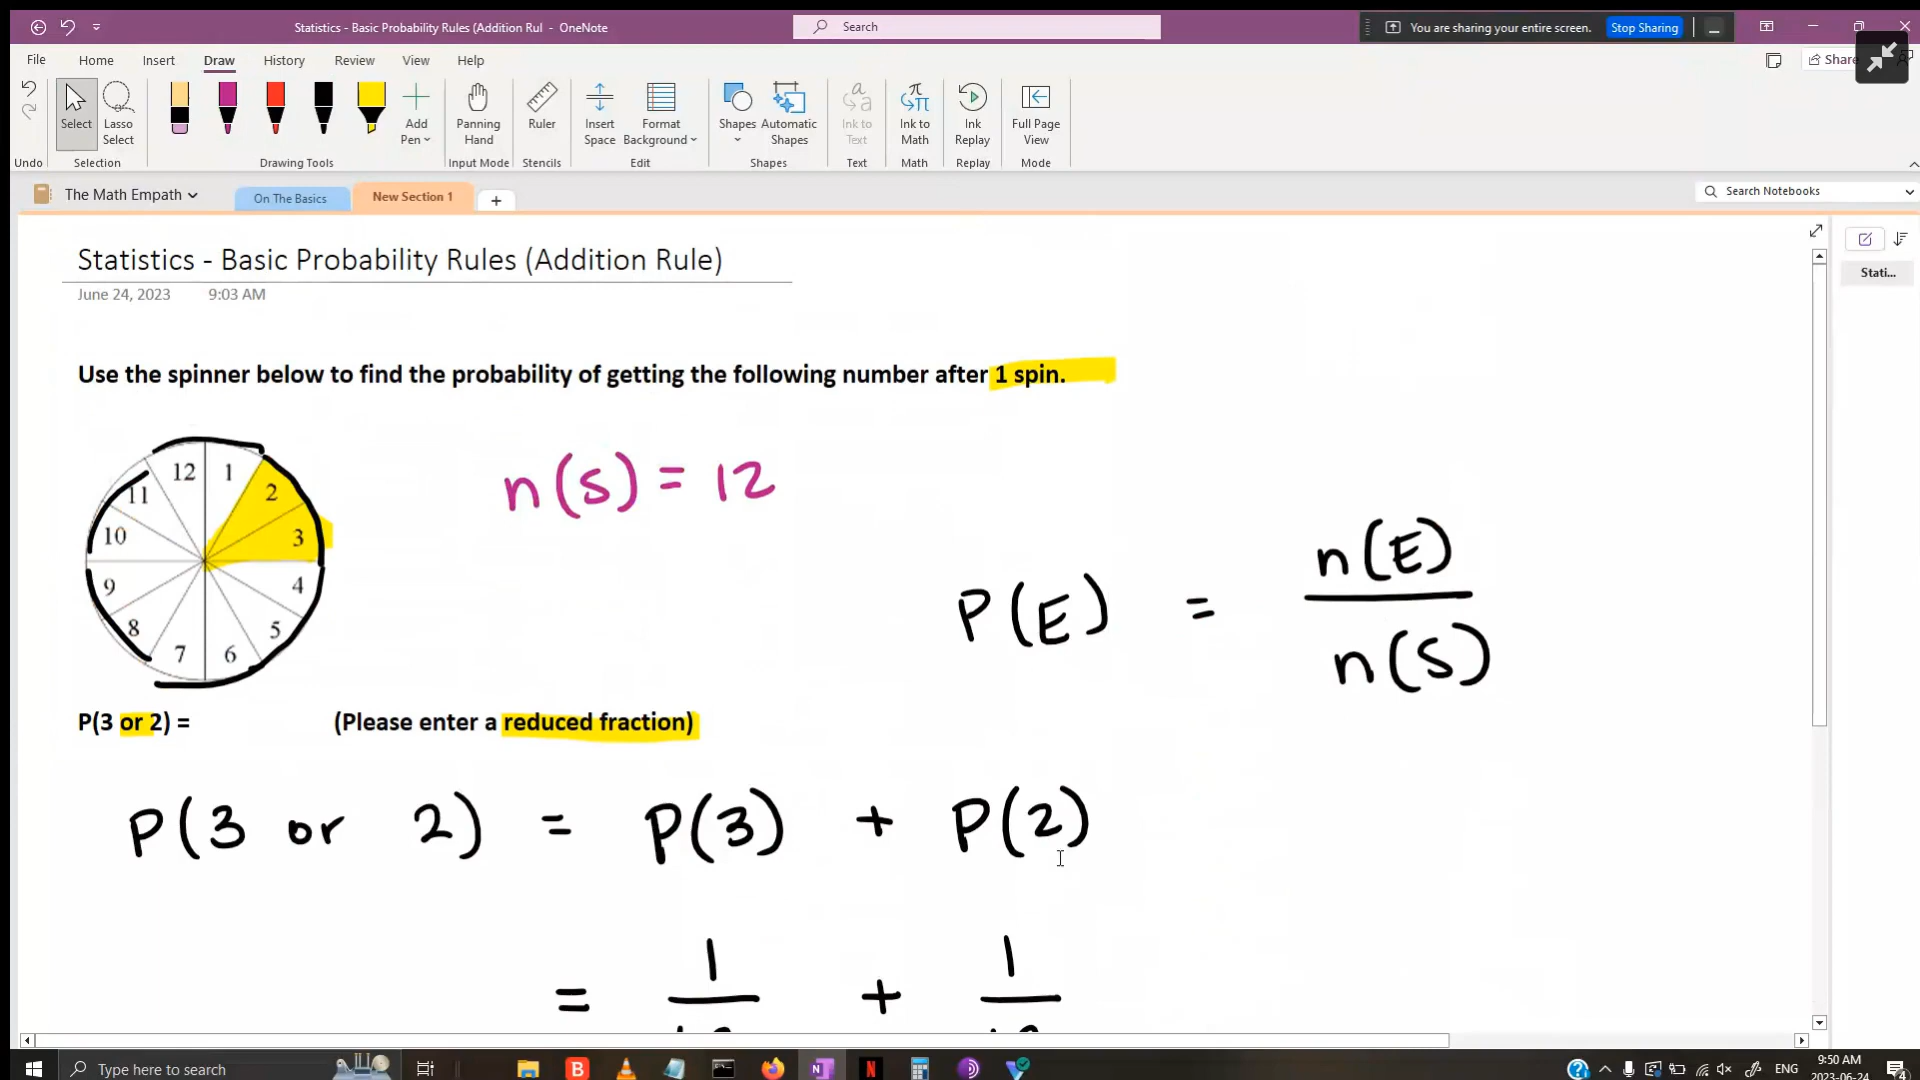 Statistics - Basic Probability Rules (Addition Rul - OneNote
Search
You are sharing your entire screen.
Stop Sharing
File Home Insert Draw History Review View Help
Share
Select
Lasso Select
Add Pen
Panning Hand
Ruler
Insert Space
Format Background
Shapes
Automatic Shapes
Ink to Text
Ink to Math
Ink Replay
Full Page View
Undo Selection Drawing Tools Input Mode Stencils Edit Shapes Text Math Replay Mode
The Math Empath
On The Basics
New Section 1
Search Notebooks
Stati...
Statistics - Basic Probability Rules (Addition Rule)
June 24, 2023 9:03 AM
Use the spinner below to find the probability of getting the following number after 1 spin.
12 1
11 2
10 3
9 4
8 5
7 6
n(S) = 12
P(E) = n(E)
n(S)
P(3 or 2) = (Please enter a reduced fraction)
P(3 or 2) = P(3) + P(2)
= 1 + 1
Type here to search
ENG
9:50 AM
2023-06-24
4